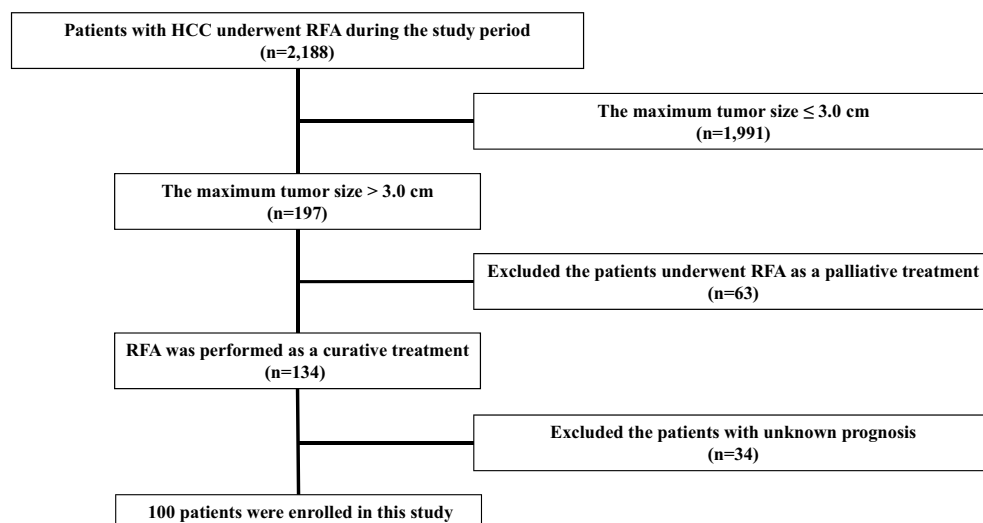 Patients with HCC underwent RFA during the study period
(n=2,188)
The maximum tumor size ≤ 3.0 cm
(n=1,991)
The maximum tumor size > 3.0 cm
(n=197)
Excluded the patients underwent RFA as a palliative treatment
(n=63)
RFA was performed as a curative treatment
(n=134)
Excluded the patients with unknown prognosis
(n=34)
100 patients were enrolled in this study